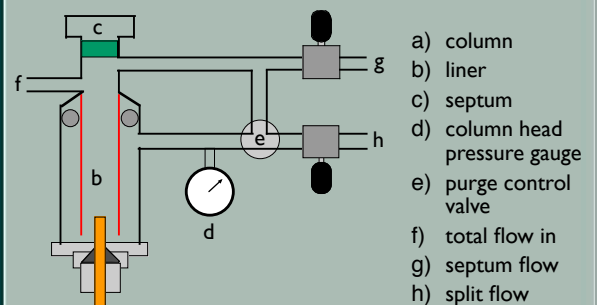 c
f
g
e
h
b
d
a) column
b) liner
c) septum
d) column head
pressure gauge
e) purge control
valve
f) total flow in
g) septum flow
h) split flow